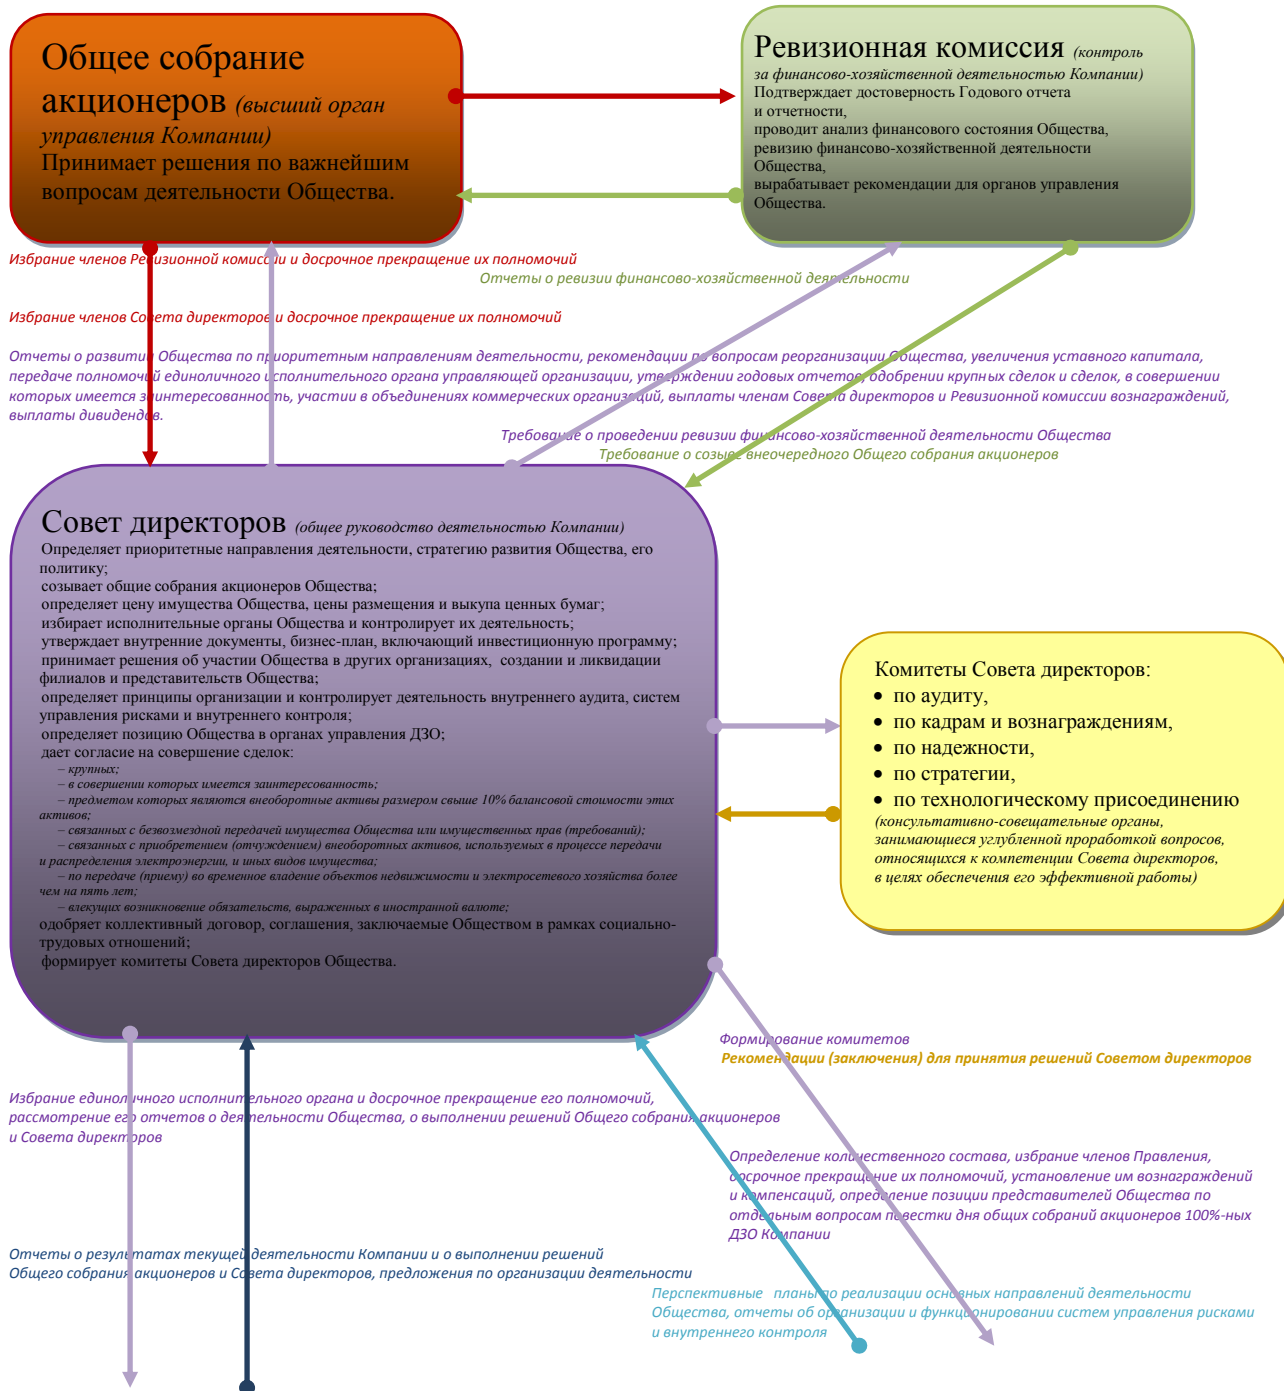 Общее собрание
акционеров (высший орган
управления Компании)
Принимает решения по важнейшим
вопросам деятельности Общества.
Ревизионная комиссия (контроль
за финансово-хозяйственной деятельностью Компании)
Подтверждает достоверность Годового отчета
и отчетности,
проводит анализ финансового состояния Общества,
ревизию финансово-хозяйственной деятельности
Общества,
вырабатывает рекомендации для органов управления
Общества.
Избрание членов Ревизионной комиссии и досрочное прекращение их полномочий
Отчеты о ревизии финансово-хозяйственной деятельности
Избрание членов Совета директоров и досрочное прекращение их полномочий
Отчеты о развитии Общества по приоритетным направлениям деятельности, рекомендации по вопросам реорганизации Общества, увеличения уставного капитала,
передаче полномочий единоличного исполнительного органа управляющей организации, утверждении годовых отчетов, одобрении крупных сделок и сделок, в совершении
которых имеется заинтересованность, участии в объединениях коммерческих организаций, выплаты членам Совета директоров и Ревизионной комиссии вознаграждений,
выплаты дивидендов.
Требование о проведении ревизии финансово-хозяйственной деятельности Общества
Требование о созыве внеочередного Общего собрания акционеров
Совет директоров (общее руководство деятельностью Компании)
Определяет приоритетные направления деятельности, стратегию развития Общества, его
политику;
созывает общие собрания акционеров Общества;
определяет цену имущества Общества, цены размещения и выкупа ценных бумаг;
избирает исполнительные органы Общества и контролирует их деятельность;
утверждает внутренние документы, бизнес-план, включающий инвестиционную программу;
принимает решения об участии Общества в других организациях, создании и ликвидации
филиалов и представительств Общества;
определяет принципы организации и контролирует деятельность внутреннего аудита, систем
управления рисками и внутреннего контроля;
определяет позицию Общества в органах управления ДЗО;
дает согласие на совершение сделок:
– крупных;
– в совершении которых имеется заинтересованность;
– предметом которых являются внеоборотные активы размером свыше 10% балансовой стоимости этих
активов;
– связанных с безвозмездной передачей имущества Общества или имущественных прав (требований);
– связанных с приобретением (отчуждением) внеоборотных активов, используемых в процессе передачи
и распределения электроэнергии, и иных видов имущества;
– по передаче (приему) во временное владение объектов недвижимости и электросетевого хозяйства более
чем на пять лет;
– влекущих возникновение обязательств, выраженных в иностранной валюте;
одобряет коллективный договор, соглашения, заключаемые Обществом в рамках социально-
трудовых отношений;
формирует комитеты Совета директоров Общества.
Комитеты Совета директоров:
• по аудиту,
• по кадрам и вознаграждениям,
• по надежности,
• по стратегии,
• по технологическому присоединению
(консультативно-совещательные органы,
занимающиеся углубленной проработкой вопросов,
относящихся к компетенции Совета директоров,
в целях обеспечения его эффективной работы)
Формирование комитетов
Рекомендации (заключения) для принятия решений Советом директоров
Избрание единоличного исполнительного органа и досрочное прекращение его полномочий,
рассмотрение его отчетов о деятельности Общества, о выполнении решений Общего собрания акционеров
и Совета директоров
Определение количественного состава, избрание членов Правления,
досрочное прекращение их полномочий, установление им вознаграждений
и компенсаций, определение позиции представителей Общества по
отдельным вопросам повестки дня общих собраний акционеров 100%-ных
ДЗО Компании
Отчеты о результатах текущей деятельности Компании и о выполнении решений
Общего собрания акционеров и Совета директоров, предложения по организации деятельности
Перспективные планы по реализации основных направлений деятельности
Общества, отчеты об организации и функционировании систем управления рисками
и внутреннего контроля